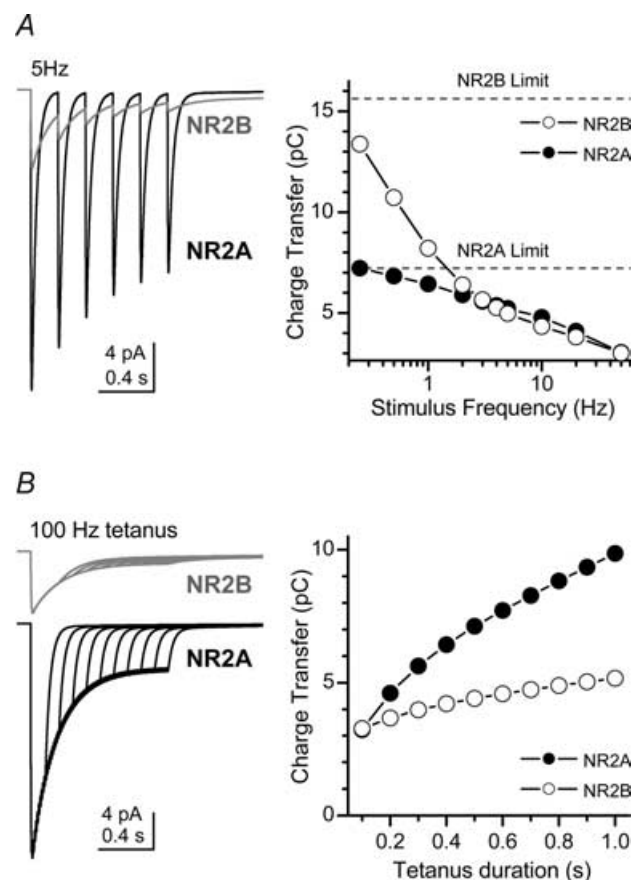 A
5Hz
NR2B
NR2A
4 pA
0.4 s
Charge Transfer (pC)
15
10
5
NR2B Limit
NR2B
NR2A
NR2A Limit
1
10
Stimulus Frequency (Hz)
B
100 Hz tetanus
NR2B
NR2A
4 pA
0.4 s
Charge Transfer (pC)
10
5
0
NR2A
NR2B
0.2 0.4 0.6 0.8 1.0
Tetanus duration (s)